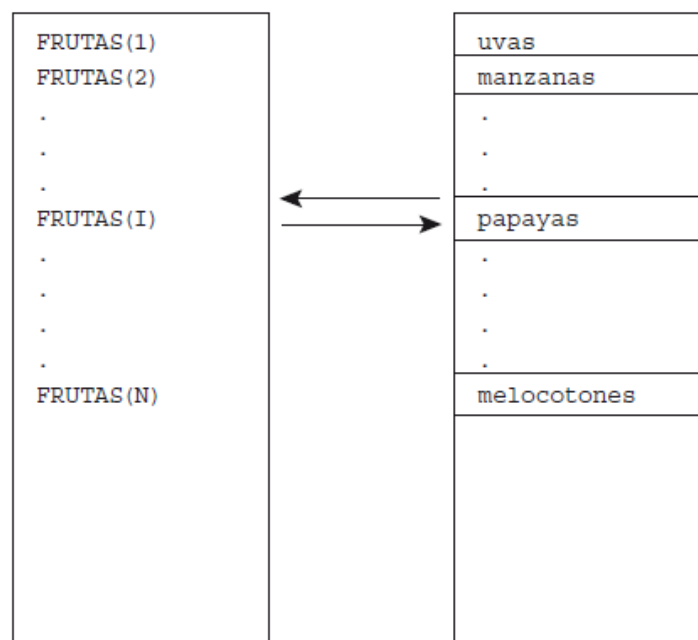 FRUTAS(1)
FRUTAS(2)
.
.
.
FRUTAS(I)
.
.
.
.
FRUTAS(N)
uvas
manzanas
.
.
.
papayas
.
.
.
.
melocotones